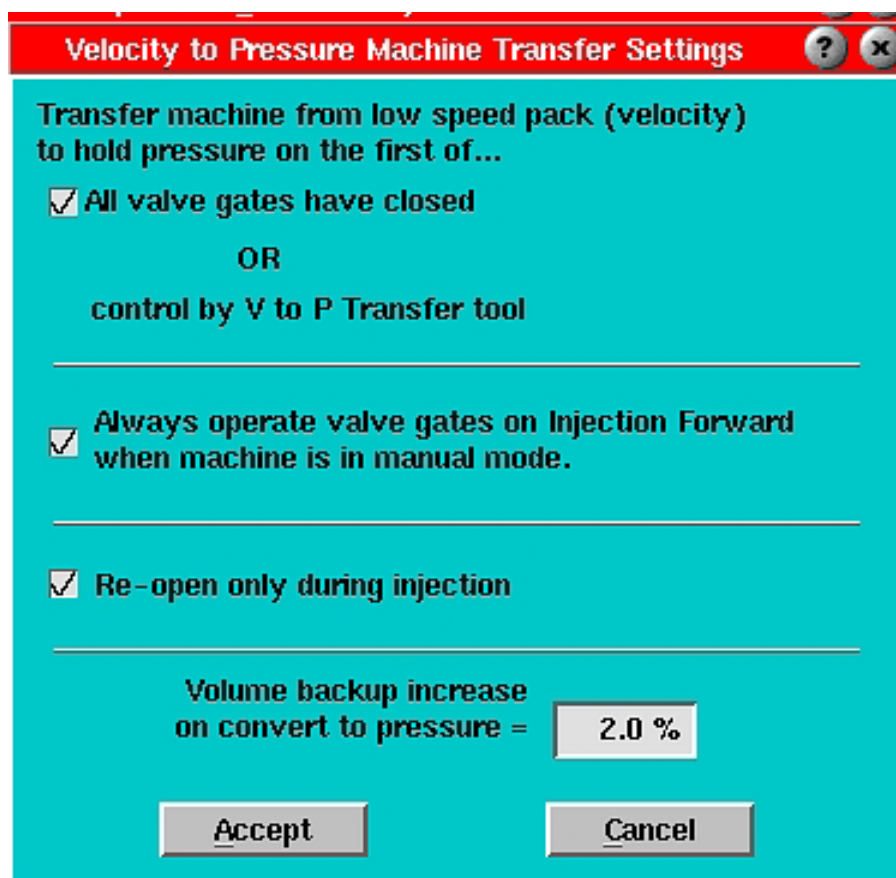 Velocity to Pressure Machine Transfer Settings ? x
Transfer machine from low speed pack (velocity)
to hold pressure on the first of...
All valve gates have closed
OR
control by V to P Transfer tool
Always operate valve gates on Injection Forward
when machine is in manual mode.
Re-open only during injection
Volume backup increase
on convert to pressure = 2.0 %
Accept Cancel